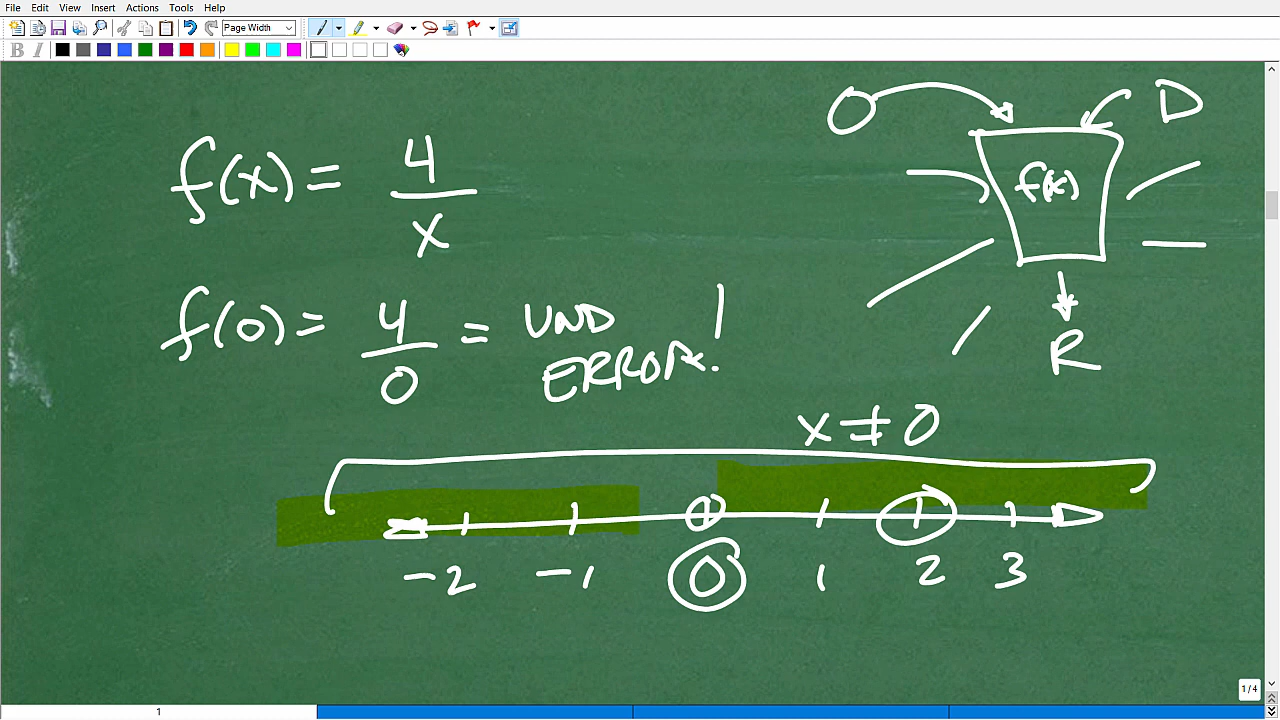 File Edit View Insert Actions Tools Help
Page Width
B I
f(x) = 4/x
O
D
f(x)
R
f(0) = 4/0 = UND ERROR!
x ≠ 0
-2 -1 0 1 2 3
1/4
1